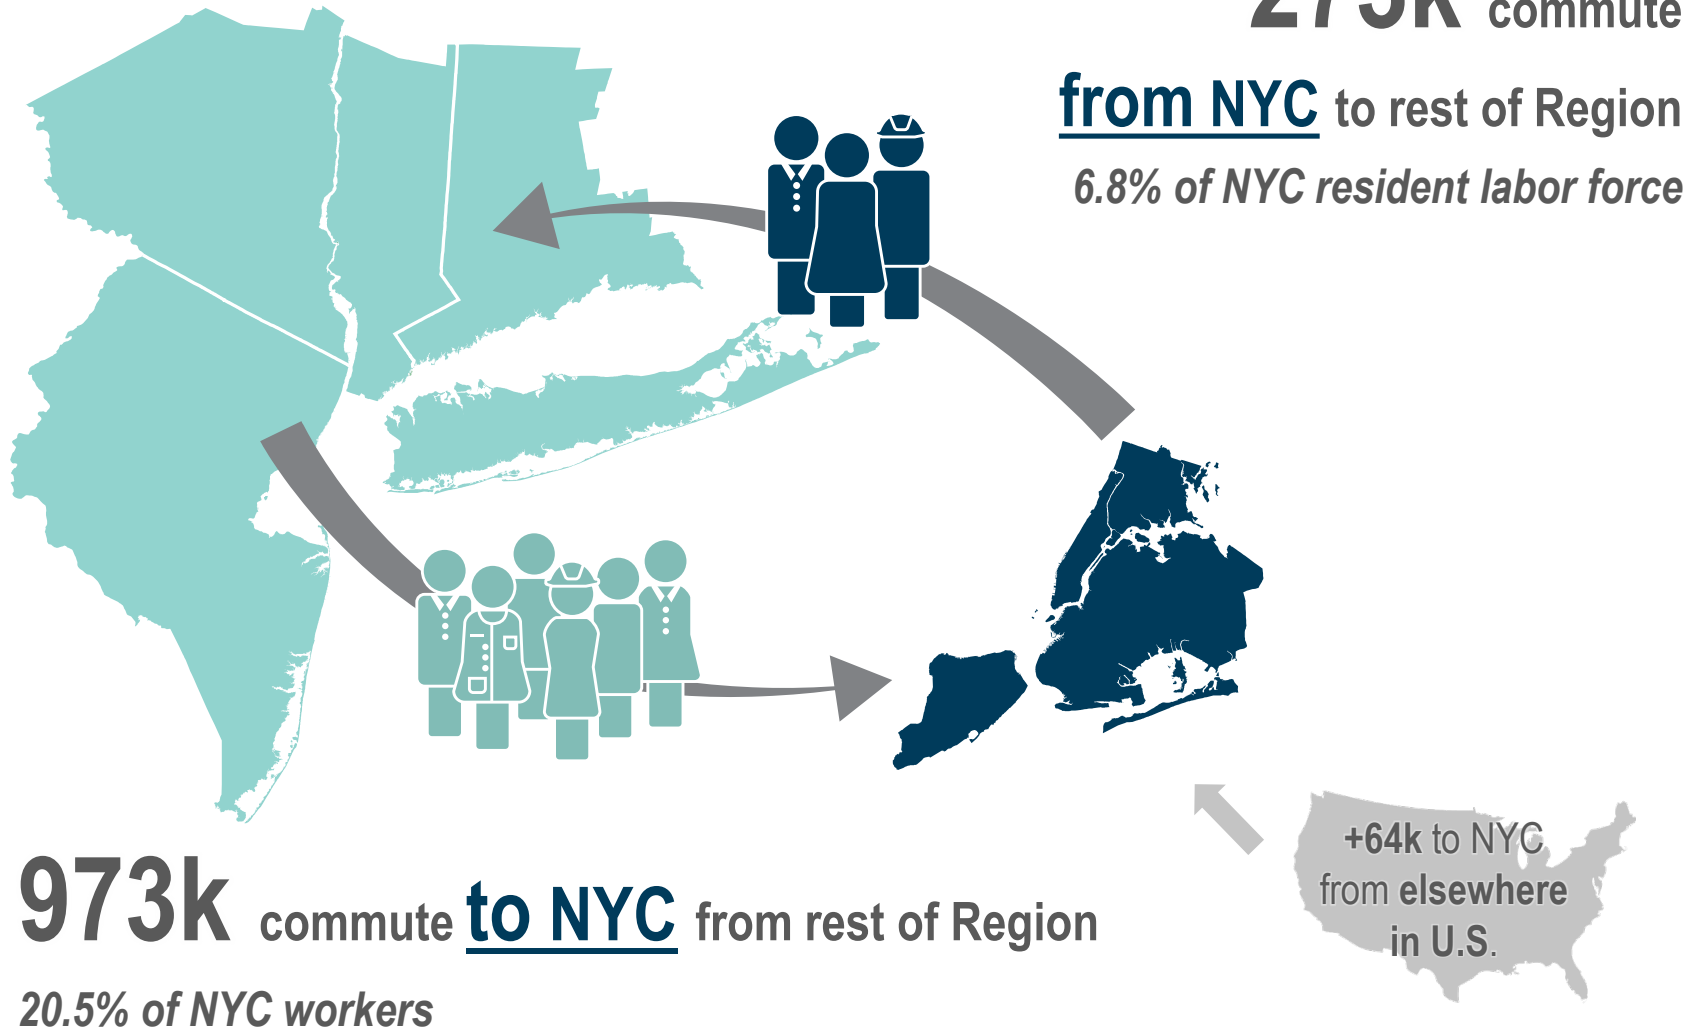 commute
from NYC to rest of Region
6.8% of NYC resident labor force
+64k to NYC
from elsewhere
in U.S.
973k commute to NYC from rest of Region
20.5% of NYC workers